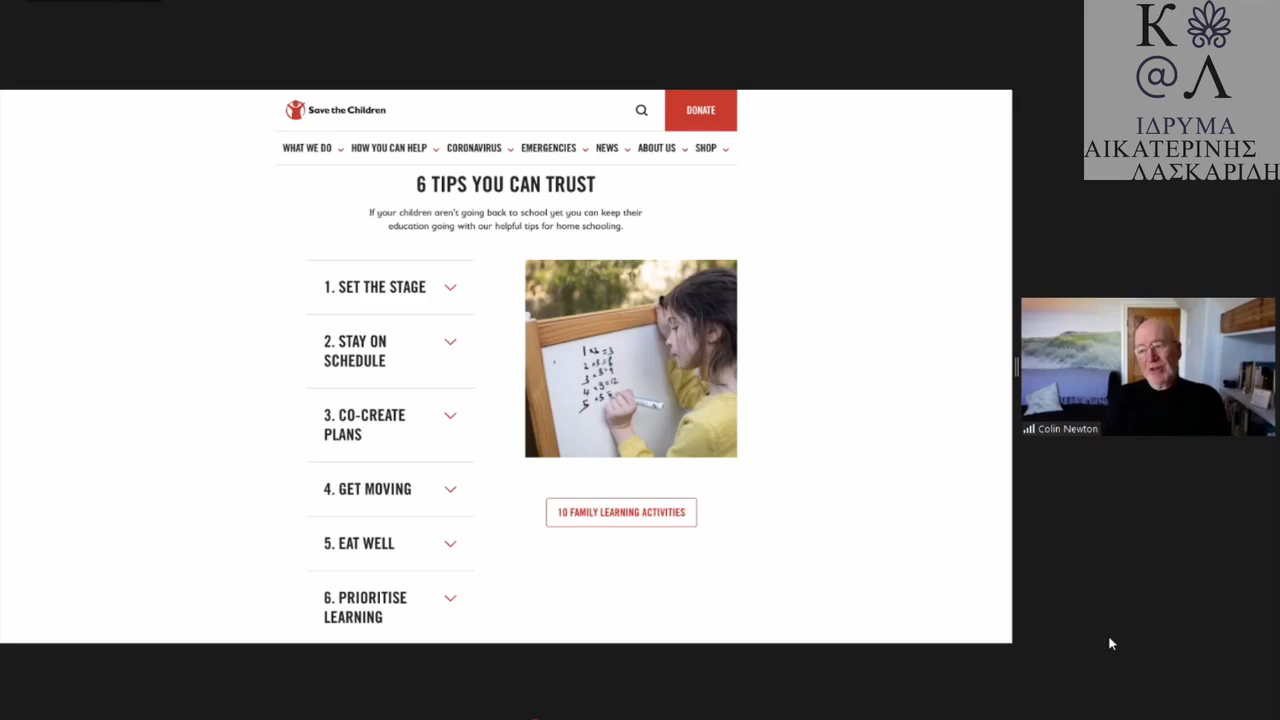 Save the Children
DONATE
WHAT WE DO HOW YOU CAN HELP CORONAVIRUS EMERGENCIES NEWS ABOUT US SHOP
6 TIPS YOU CAN TRUST
If your children aren't going back to school yet you can keep their
education going with our helpful tips for home schooling.
1. SET THE STAGE
2. STAY ON
SCHEDULE
3. CO-CREATE
PLANS
4. GET MOVING
5. EAT WELL
6. PRIORITISE
LEARNING
10 FAMILY LEARNING ACTIVITIES
Κ
@Λ
ΙΔΡΥΜΑ
ΑΙΚΑΤΕΡΙΝΗΣ
ΛΑΣΚΑΡΙΔΗ
Colin Newton